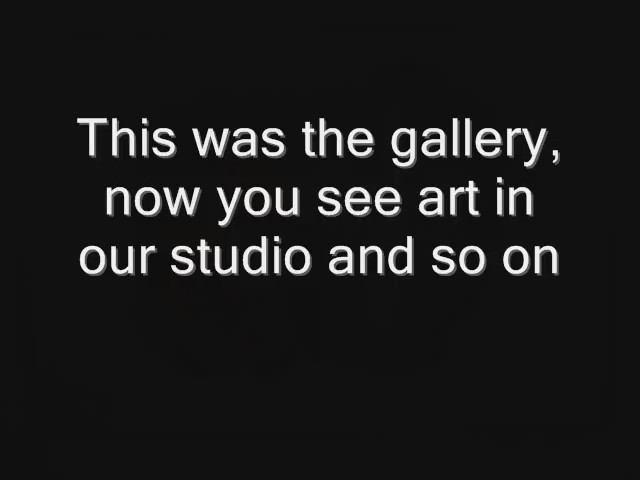 This was the gallery,
now you see art in
our studio and so on